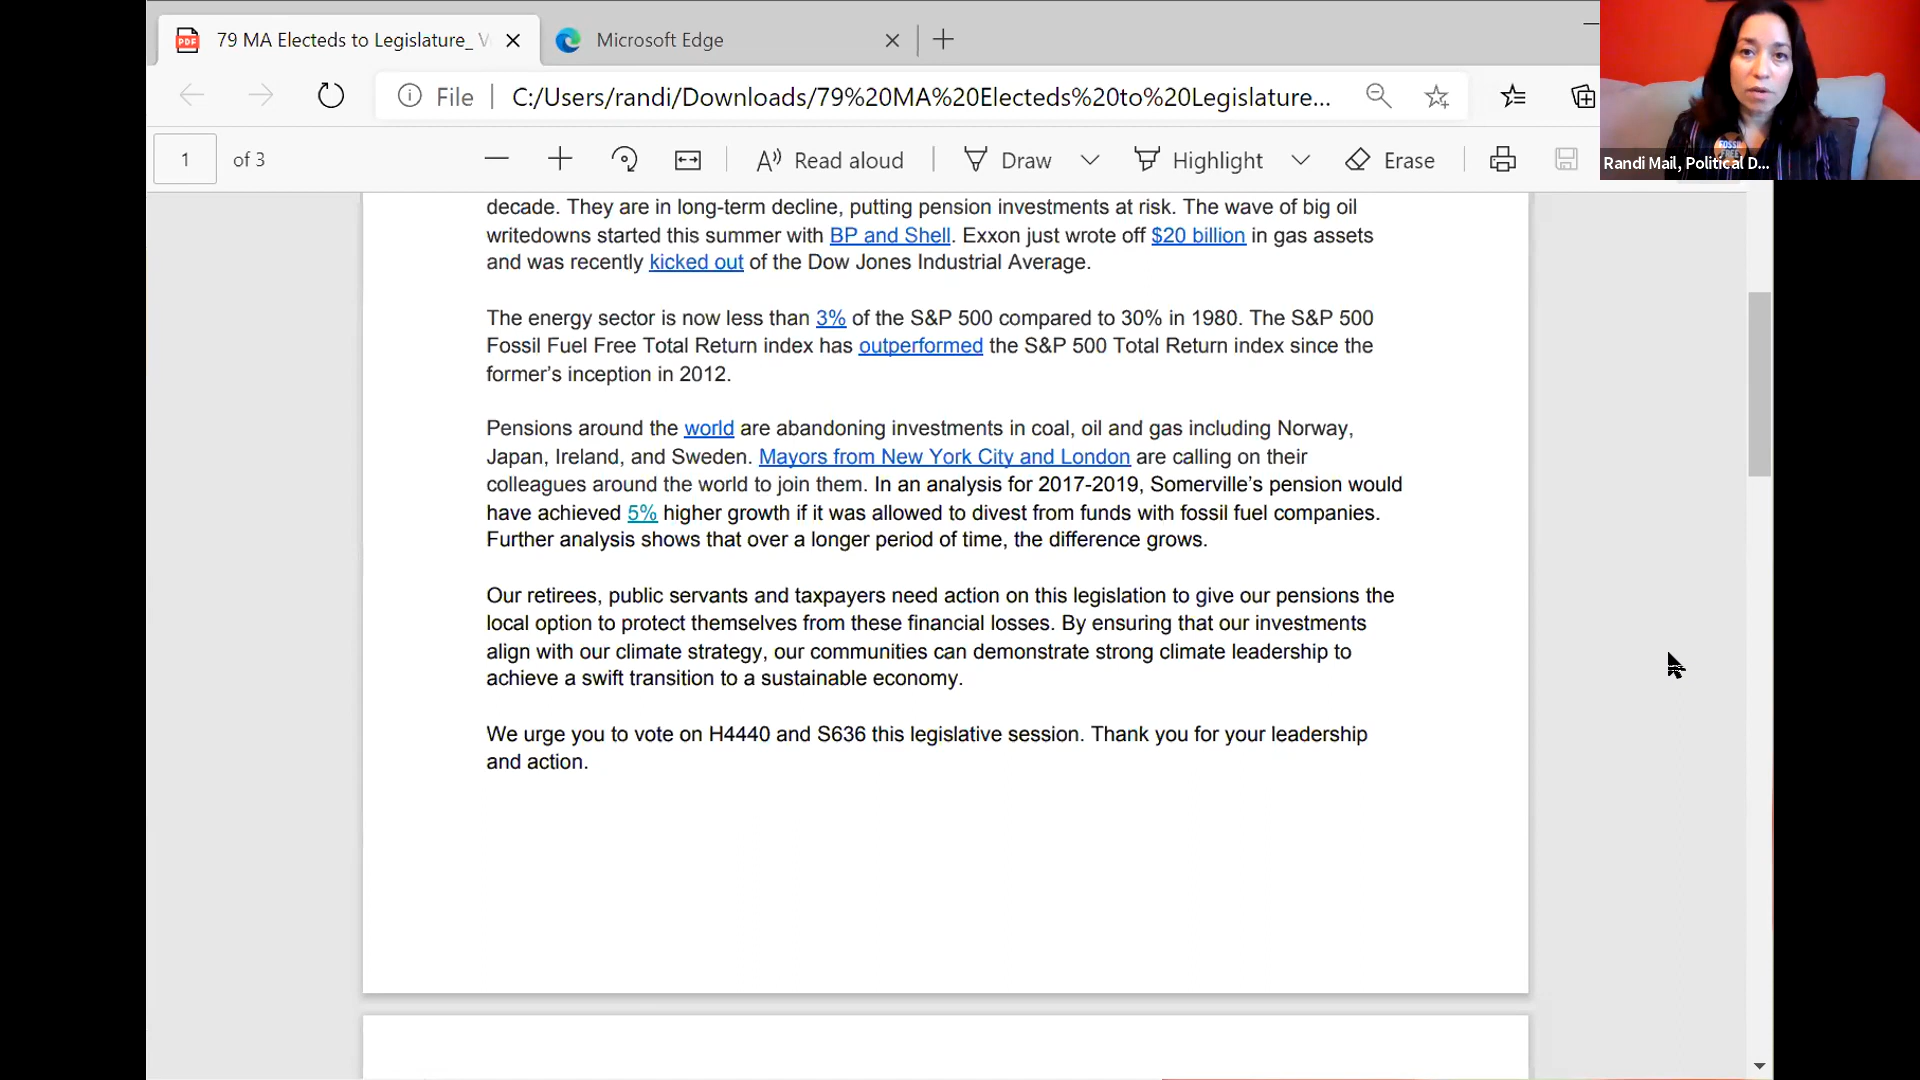 79 MA Electeds to Legislature_
Microsoft Edge
File
C:/Users/randi/Downloads/79%20MA%20Electeds%20to%20Legislature...
1
of 3
PDF
Read aloud
Draw
Highlight
Erase
FOSSIL
FREE
Randi Mail, Political D...
decade. They are in long-term decline, putting pension investments at risk. The wave of big oil
writedowns started this summer with BP and Shell. Exxon just wrote off $20 billion in gas assets
and was recently kicked out of the Dow Jones Industrial Average.
The energy sector is now less than 3% of the S&P 500 compared to 30% in 1980. The S&P 500
Fossil Fuel Free Total Return index has outperformed the S&P 500 Total Return index since the
former’s inception in 2012.
Pensions around the world are abandoning investments in coal, oil and gas including Norway,
Japan, Ireland, and Sweden. Mayors from New York City and London are calling on their
colleagues around the world to join them. In an analysis for 2017-2019, Somerville’s pension would
have achieved 5% higher growth if it was allowed to divest from funds with fossil fuel companies.
Further analysis shows that over a longer period of time, the difference grows.
Our retirees, public servants and taxpayers need action on this legislation to give our pensions the
local option to protect themselves from these financial losses. By ensuring that our investments
align with our climate strategy, our communities can demonstrate strong climate leadership to
achieve a swift transition to a sustainable economy.
We urge you to vote on H4440 and S636 this legislative session. Thank you for your leadership
and action.